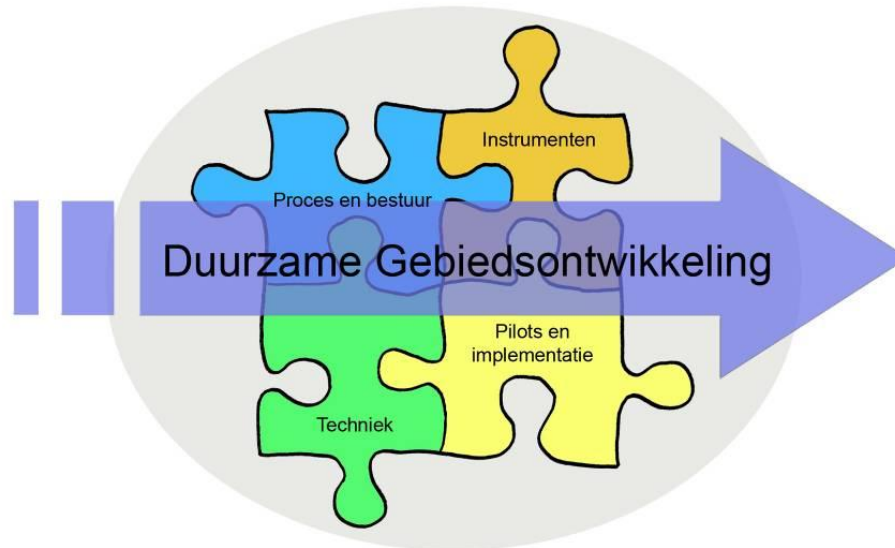 Instrumenten
Proces en bestuur
Duurzame Gebiedsontwikkeling
Pilots en
implementatie
Techniek